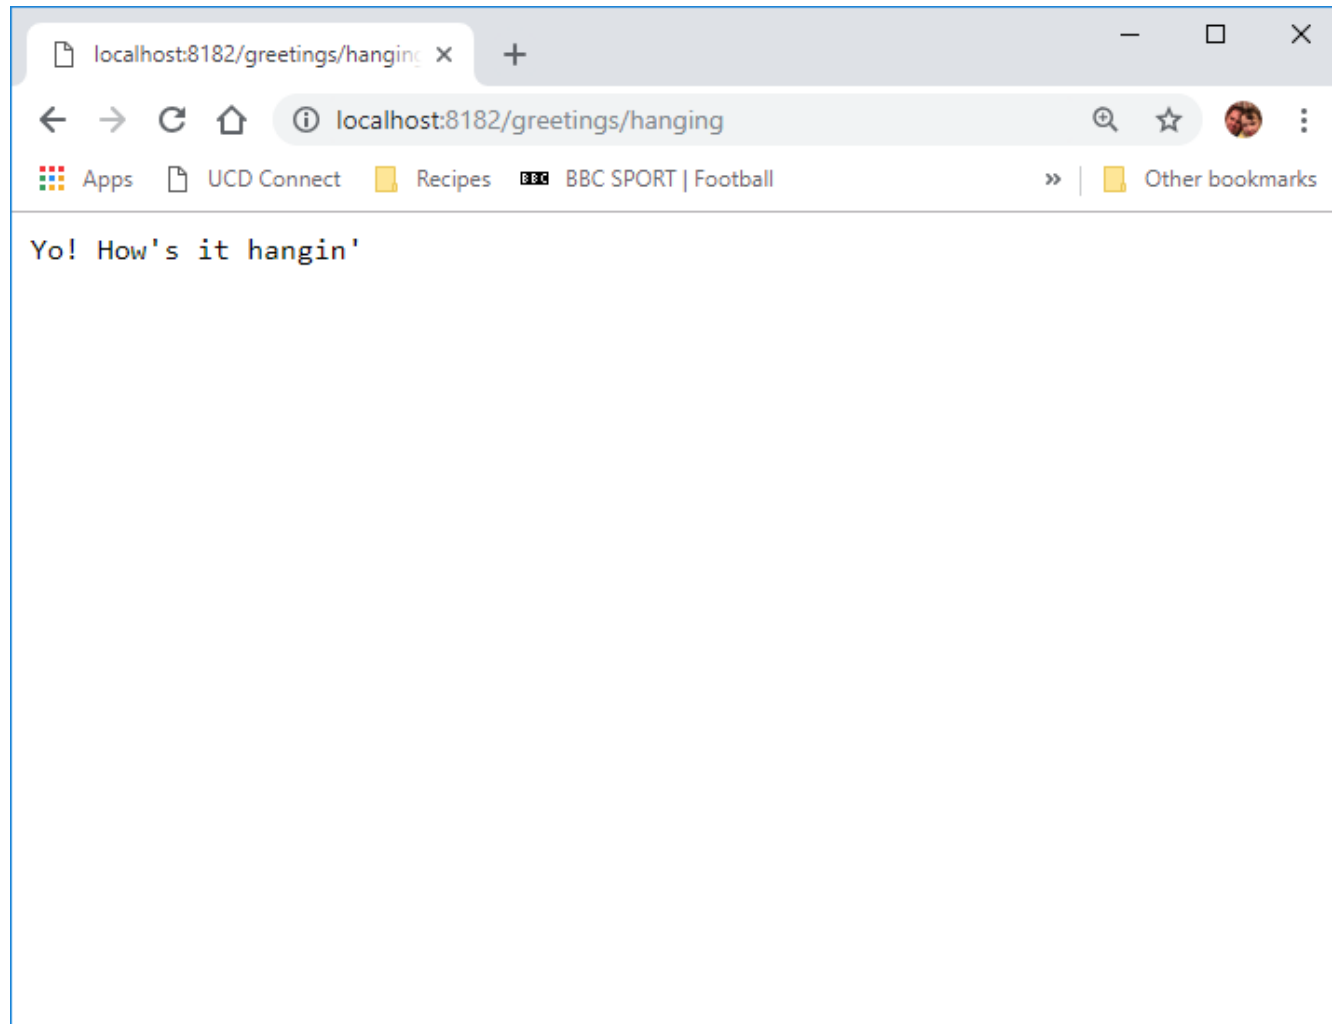 localhost:8182/greetings/hanging
localhost:8182/greetings/hanging
Apps UCD Connect Recipes BBC BBC SPORT | Football » Other bookmarks
Yo! How's it hangin'